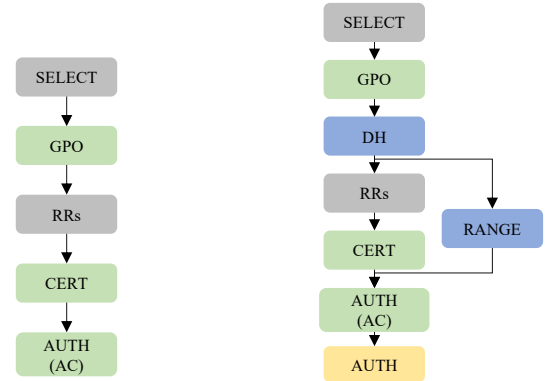 SELECT
GPO
RRs
CERT
AUTH
(AC)
SELECT
GPO
DH
RRs
RANGE
CERT
AUTH
(AC)
AUTH